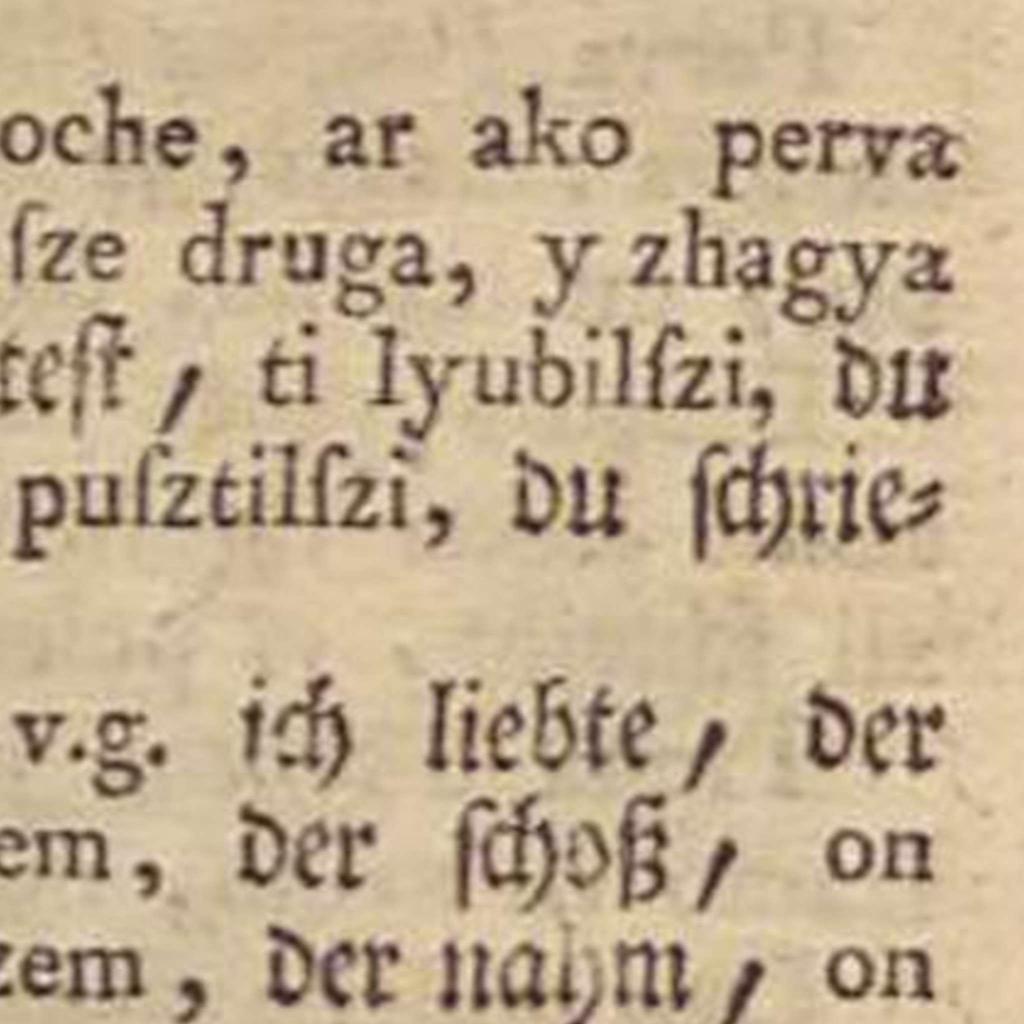 oche, ar ako perva
ſze druga, y zhagya
teſt, ti lyubilſzi, du
puſztilſzi, du ſchrie⸗
v.g. ich liebte, der
em, der ſchoß, on
zem, der nahm, on